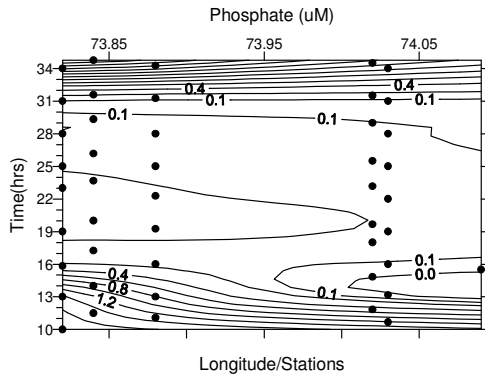 Phosphate (uM)
73.85 73.95 74.05
34
0.4 0.4
31 0.1 0.1
0.1 0.1
28
25
22
19
16 0.1
0.4 0.0
0.8 0.1
13 1.2
10
Time(hrs)
Longitude/Stations